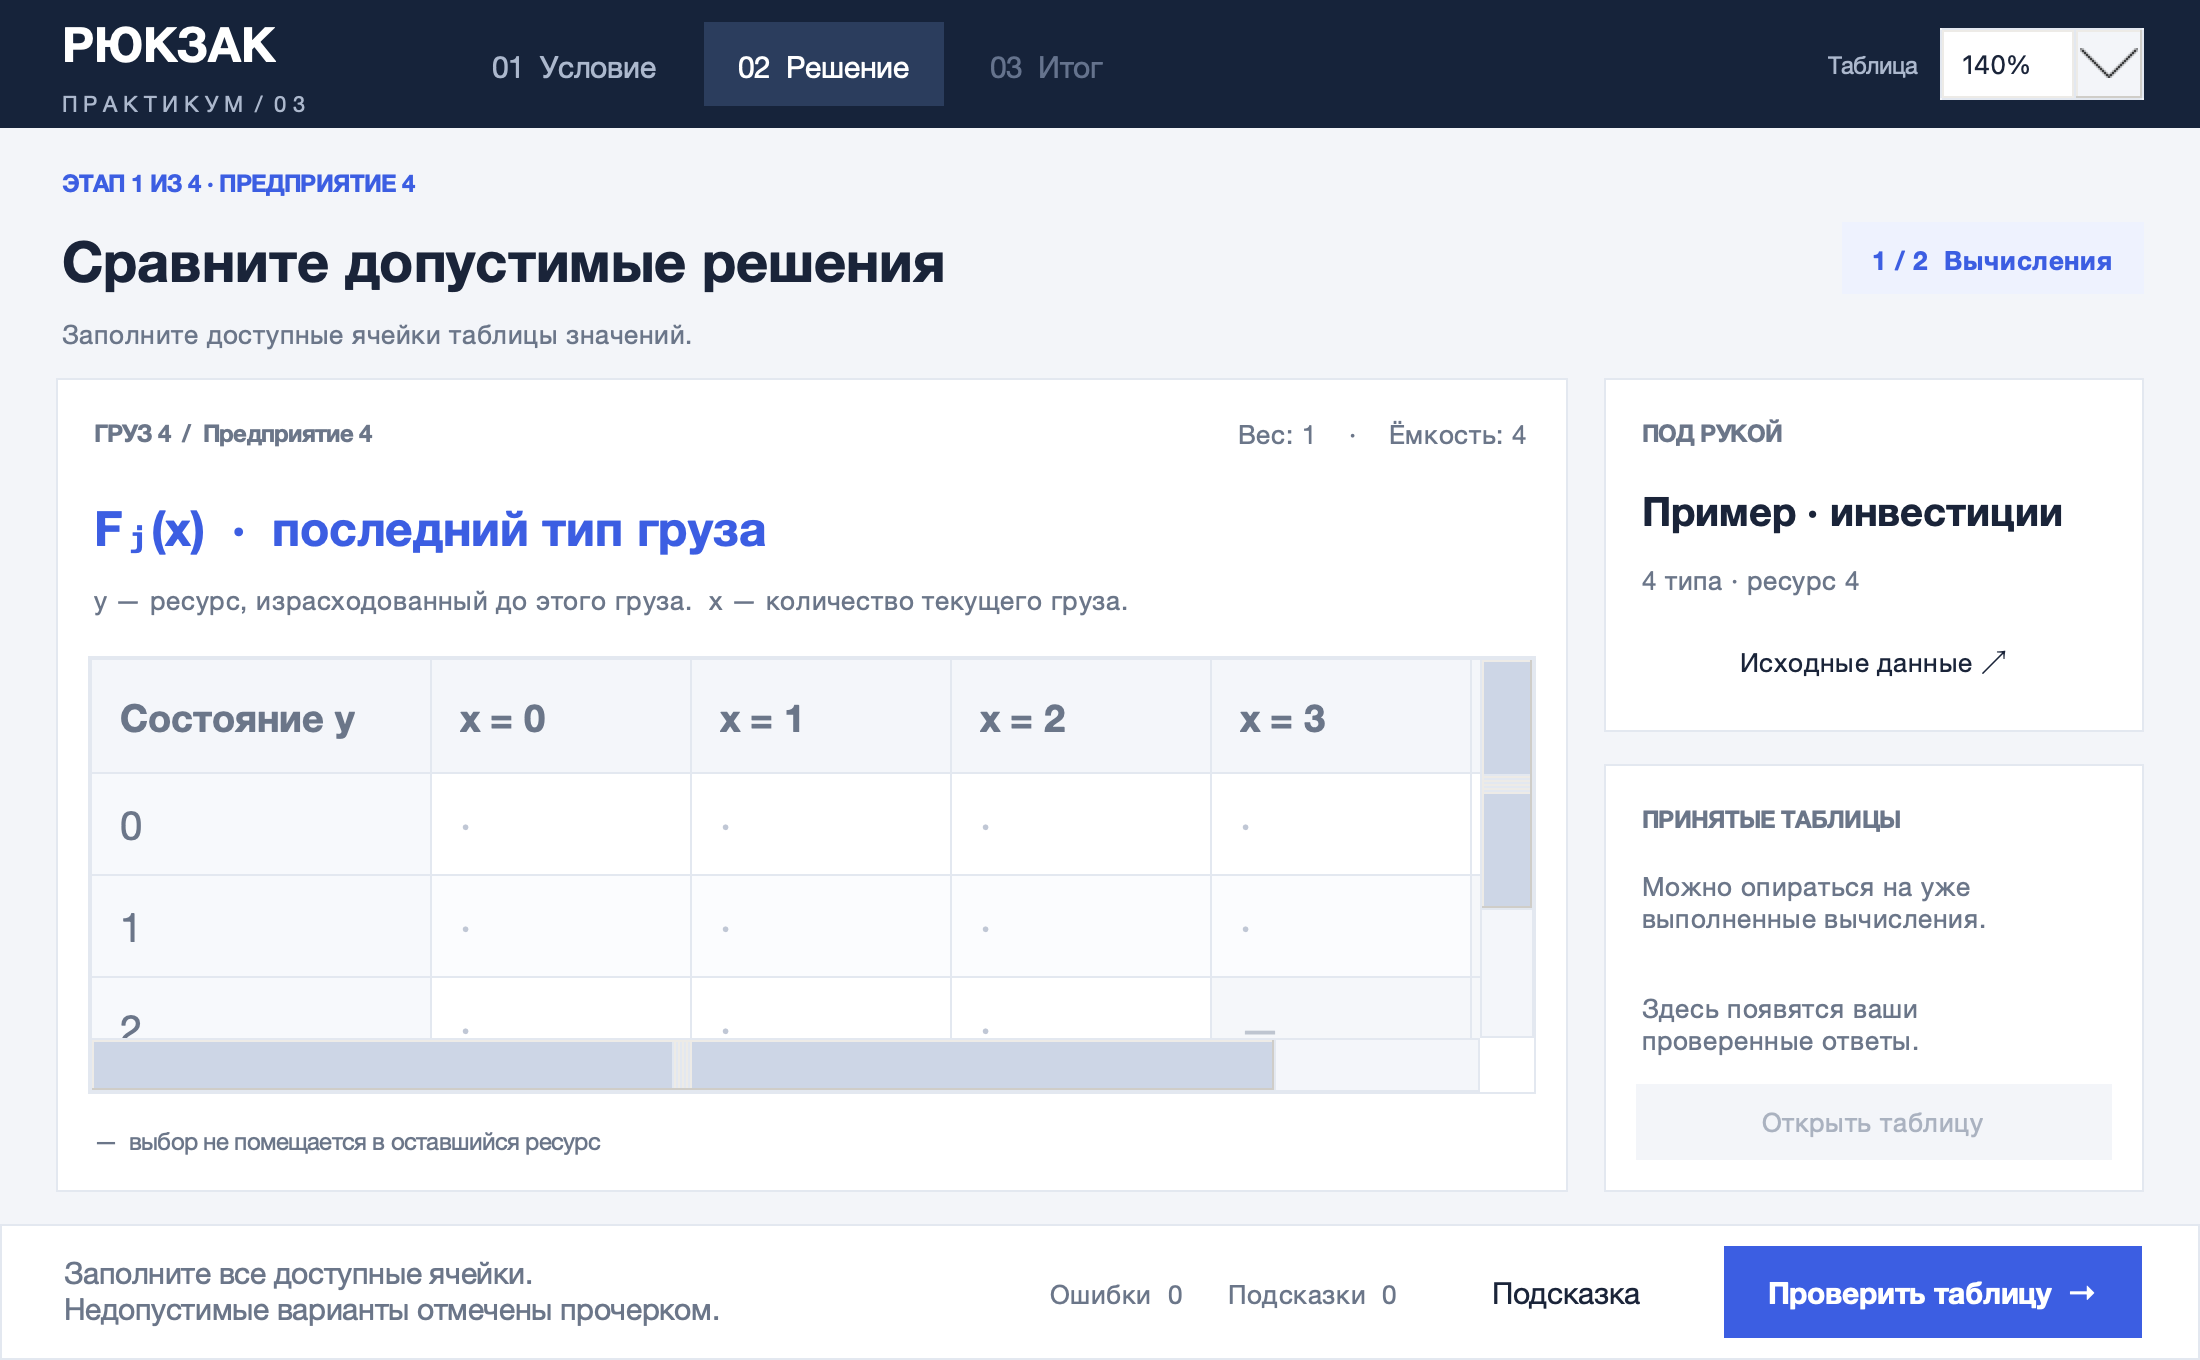 РЮКЗАК
ПРАКТИКУМ / 03
01 Условие
02 Решение
03 Итог
Таблица
140%
ЭТАП 1 ИЗ 4 · ПРЕДПРИЯТИЕ 4
Сравните допустимые решения
1 / 2 Вычисления
Заполните доступные ячейки таблицы значений.
ГРУЗ 4 / Предприятие 4
Вес: 1 · Ёмкость: 4
Fⱼ(x) · последний тип груза
y — ресурс, израсходованный до этого груза. x — количество текущего груза.
Состояние y x = 0 x = 1 x = 2 x = 3
0 · · · ·
1 · · · ·
2 · · · —
— выбор не помещается в оставшийся ресурс
ПОД РУКОЙ
Пример · инвестиции
4 типа · ресурс 4
Исходные данные ↗
ПРИНЯТЫЕ ТАБЛИЦЫ
Можно опираться на уже
выполненные вычисления.
Здесь появятся ваши
проверенные ответы.
Открыть таблицу
Заполните все доступные ячейки.
Недопустимые варианты отмечены прочерком.
Ошибки 0
Подсказки 0
Подсказка
Проверить таблицу →